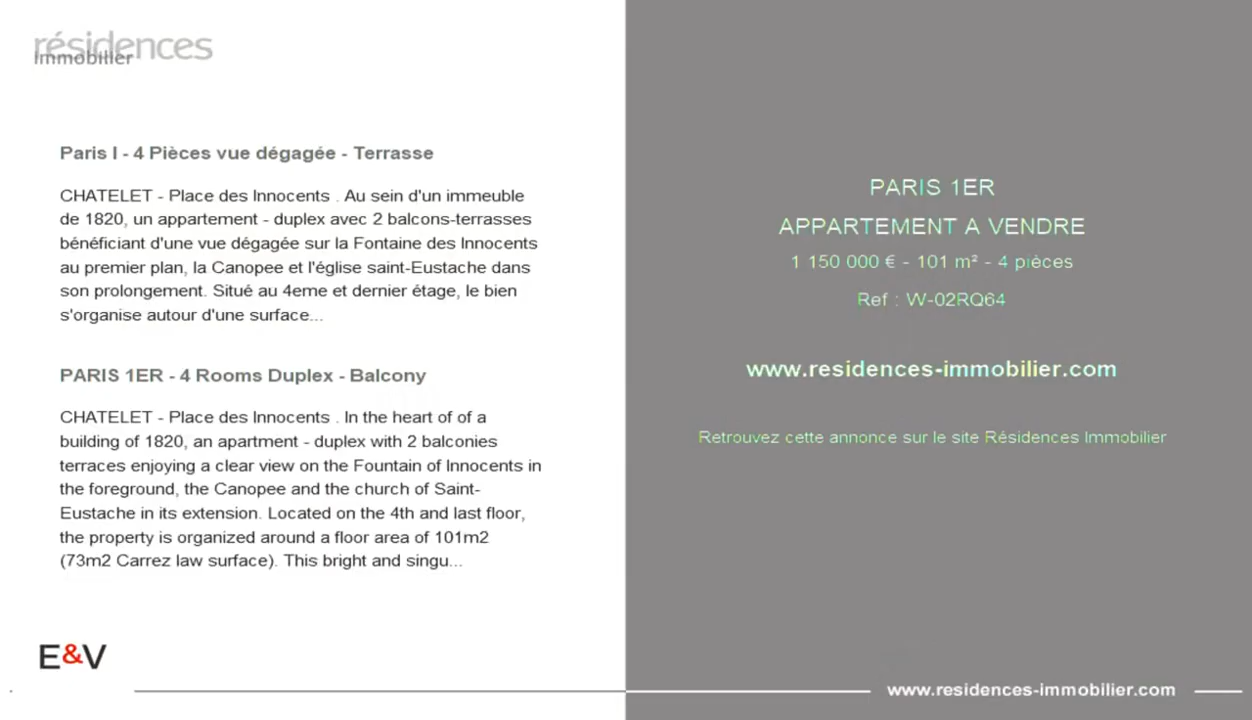 résidences
Immobilier
Paris I - 4 Pièces vue dégagée - Terrasse
CHATELET - Place des Innocents . Au sein d'un immeuble
de 1820, un appartement - duplex avec 2 balcons-terrasses
bénéficiant d'une vue dégagée sur la Fontaine des Innocents
au premier plan, la Canopee et l'église saint-Eustache dans
son prolongement. Situé au 4eme et dernier étage, le bien
s'organise autour d'une surface...
PARIS 1ER - 4 Rooms Duplex - Balcony
CHATELET - Place des Innocents . In the heart of of a
building of 1820, an apartment - duplex with 2 balconies
terraces enjoying a clear view on the Fountain of Innocents in
the foreground, the Canopee and the church of Saint-
Eustache in its extension. Located on the 4th and last floor,
the property is organized around a floor area of 101m2
(73m2 Carrez law surface). This bright and singu...
E&V
PARIS 1ER
APPARTEMENT A VENDRE
1 150 000 € - 101 m² - 4 pièces
Ref : W-02RQ64
www.residences-immobilier.com
Retrouvez cette annonce sur le site Résidences Immobilier
www.residences-immobilier.com